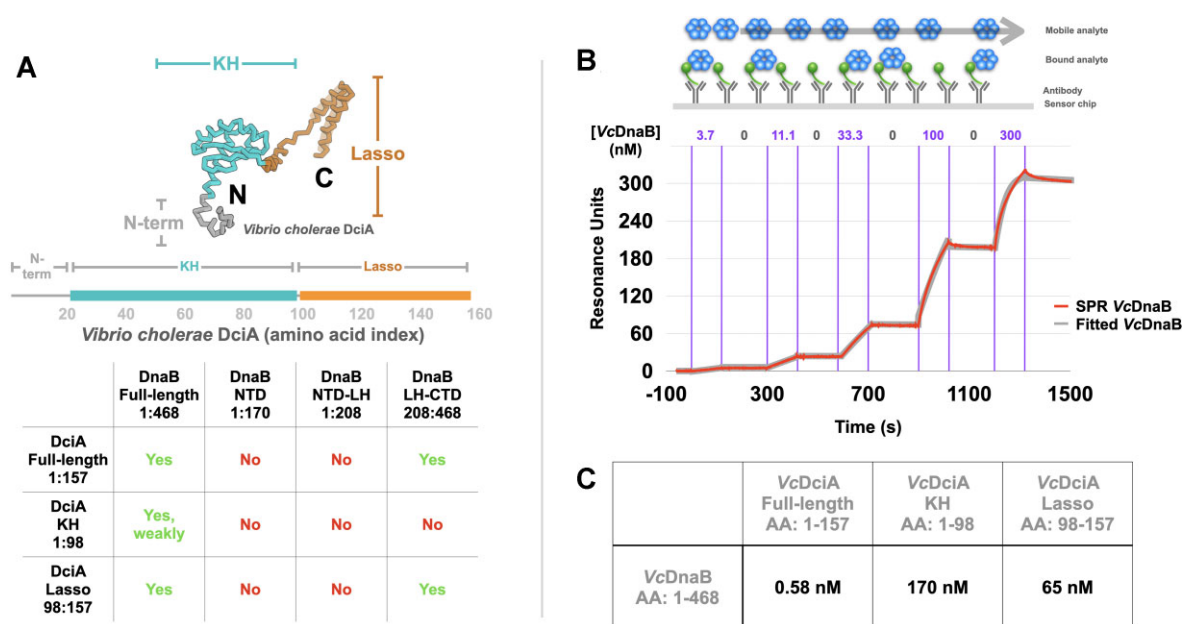 A
KH
Lasso
N
C
N-term
Vibrio cholerae DciA
N-
term
KH
Lasso
20 40 60 80 100 120 140 160
Vibrio cholerae DciA (amino acid index)
DnaB
Full-length
1:468
DnaB
NTD
1:170
DnaB
NTD-LH
1:208
DnaB
LH-CTD
208:468
DciA
Full-length
1:157
Yes
No
No
Yes
DciA
KH
1:98
Yes,
weakly
No
No
No
DciA
Lasso
98:157
Yes
No
No
Yes
B
Mobile analyte
Bound analyte
Antibody
Sensor chip
[VcDnaB]
(nM)
3.7 0 11.1 0 33.3 0 100 0 300
Resonance Units
300
240
180
120
60
0
-100 300 700 1100 1500
Time (s)
SPR VcDnaB
Fitted VcDnaB
C
VcDciA
Full-length
AA: 1-157
VcDciA
KH
AA: 1-98
VcDciA
Lasso
AA: 98-157
VcDnaB
AA: 1-468
0.58 nM
170 nM
65 nM